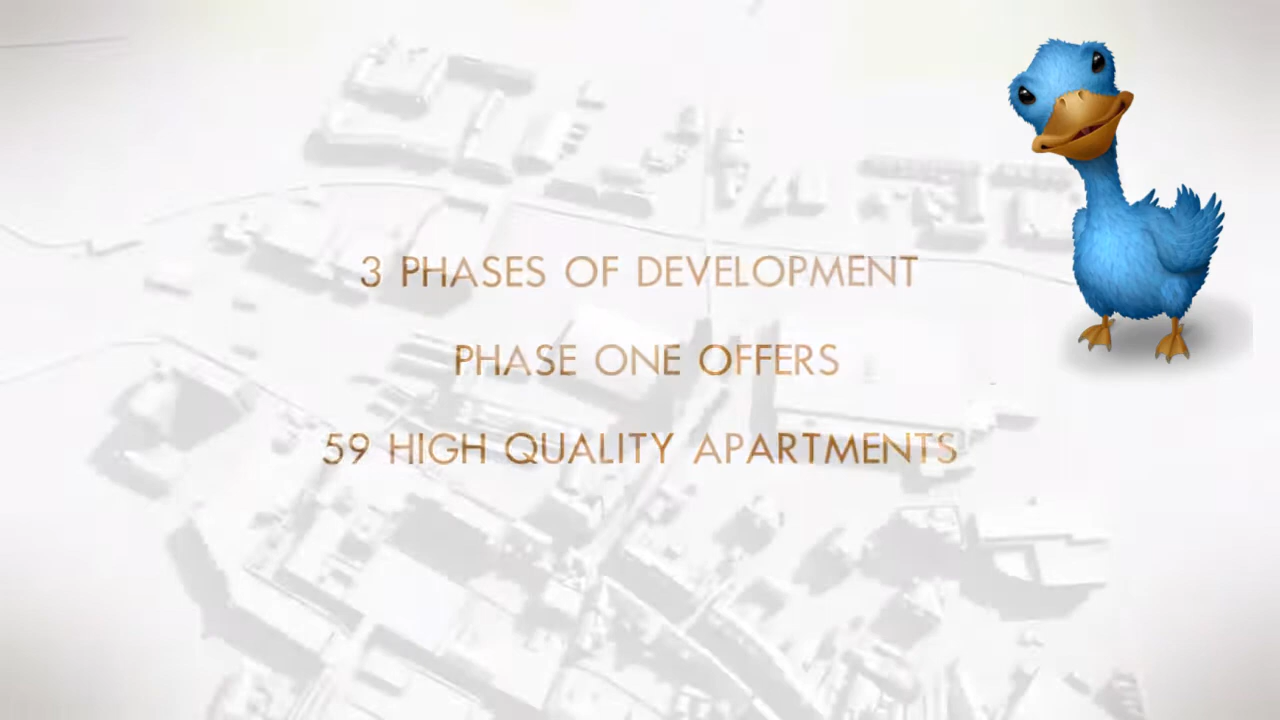 3 PHASES OF DEVELOPMENT
PHASE ONE OFFERS
59 HIGH QUALITY APARTMENTS